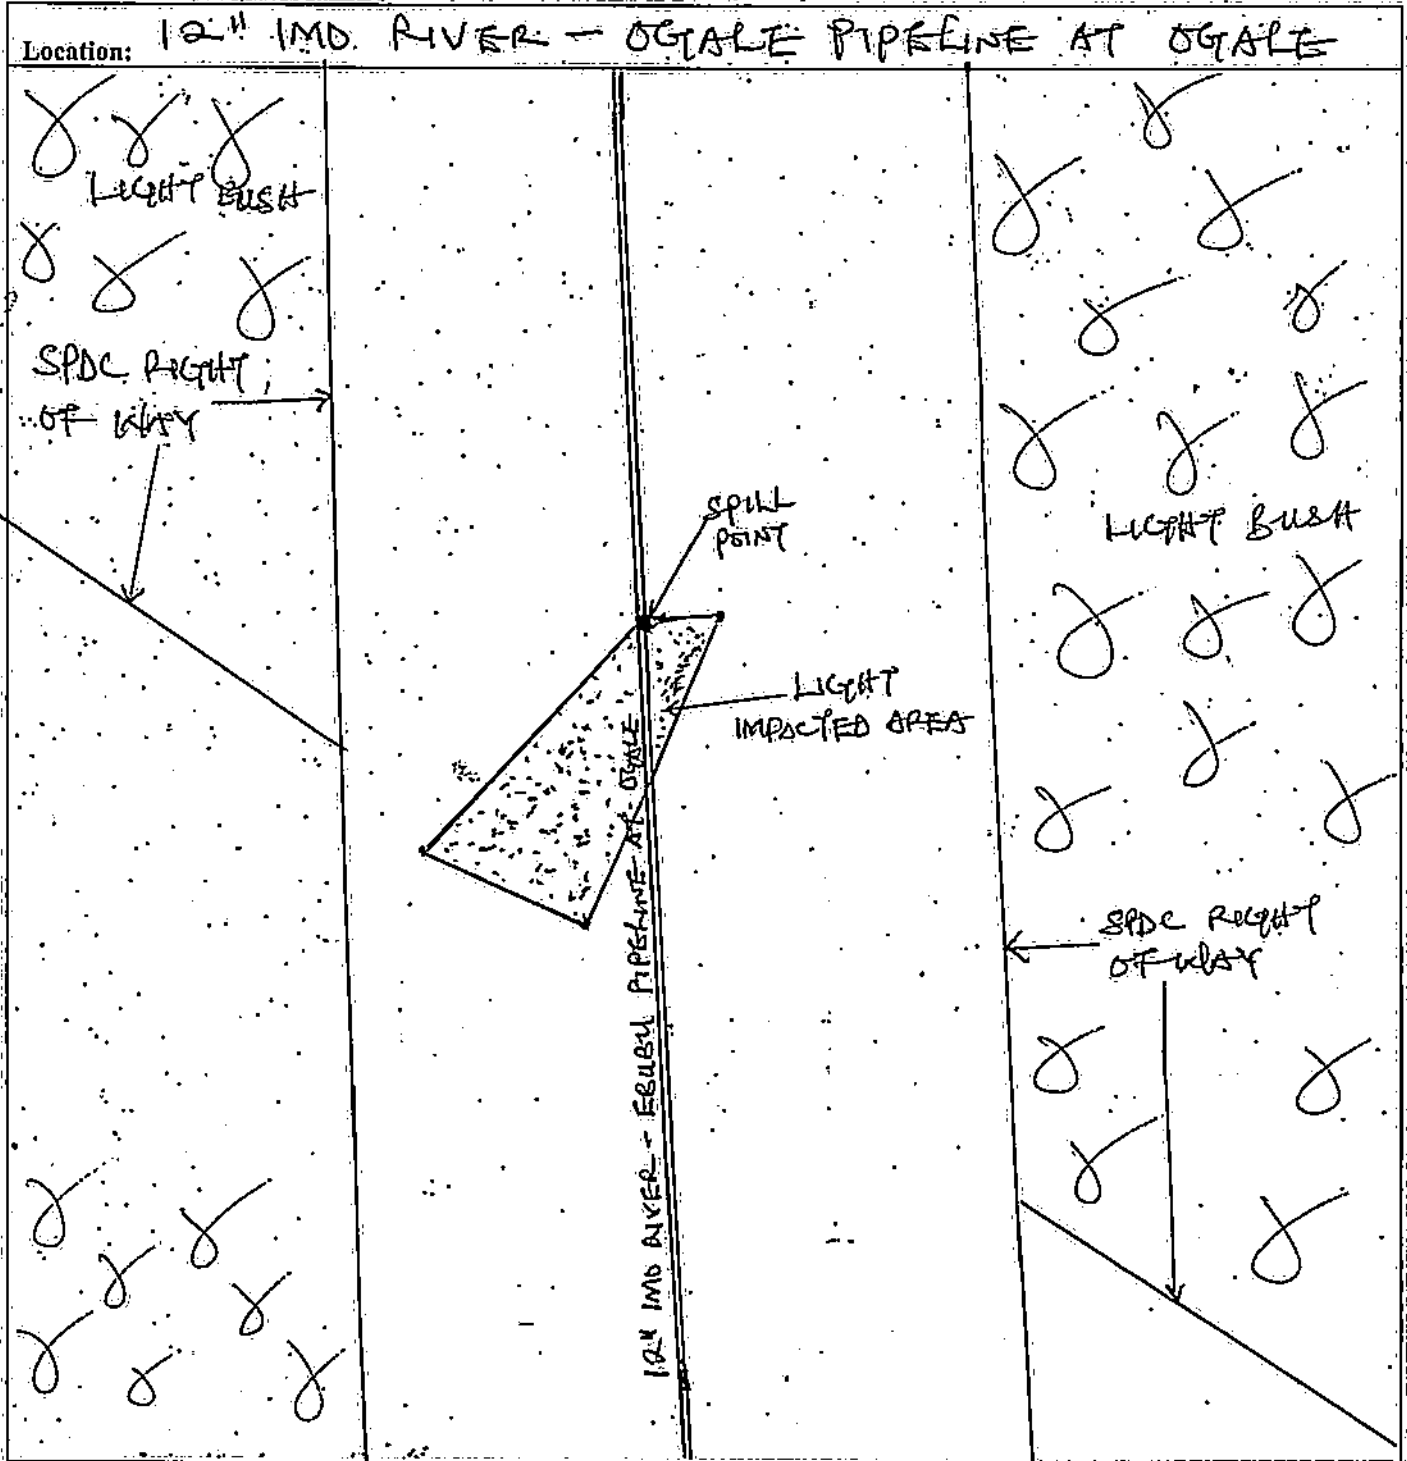 Location: 12" IMO RIVER - OGALE PIPELINE AT OGALE
LIGHT BUSH
SPDC RIGHT
OF WAY
SPILL
POINT
LIGHT BUSH
LIGHT
IMPACTED AREA
SPDC RIGHT
OF WAY
12" IMO RIVER - EBUBU PIPELINE AT OGALE